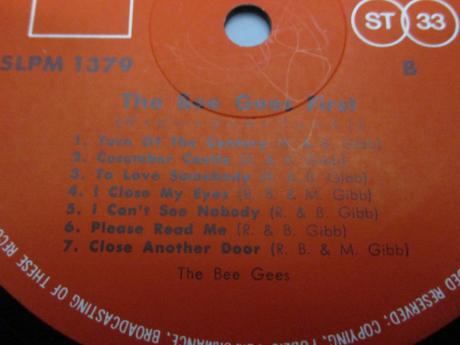 ST 33
SLPM 1379
B
The Bee Gees First
1. Turn Of The Century (R. & B. Gibb)
2. Cucumber Castle (R. & B. Gibb)
3. To Love Somebody (R. & B. Gibb)
4. I Close My Eyes (R. B. & M. Gibb)
5. I Can't See Nobody (R. & B. Gibb)
6. Please Read Me (R. & B. Gibb)
7. Close Another Door (R. B. & M. Gibb)
The Bee Gees
RESERVED: COPYING, BROADCASTING OF THESE